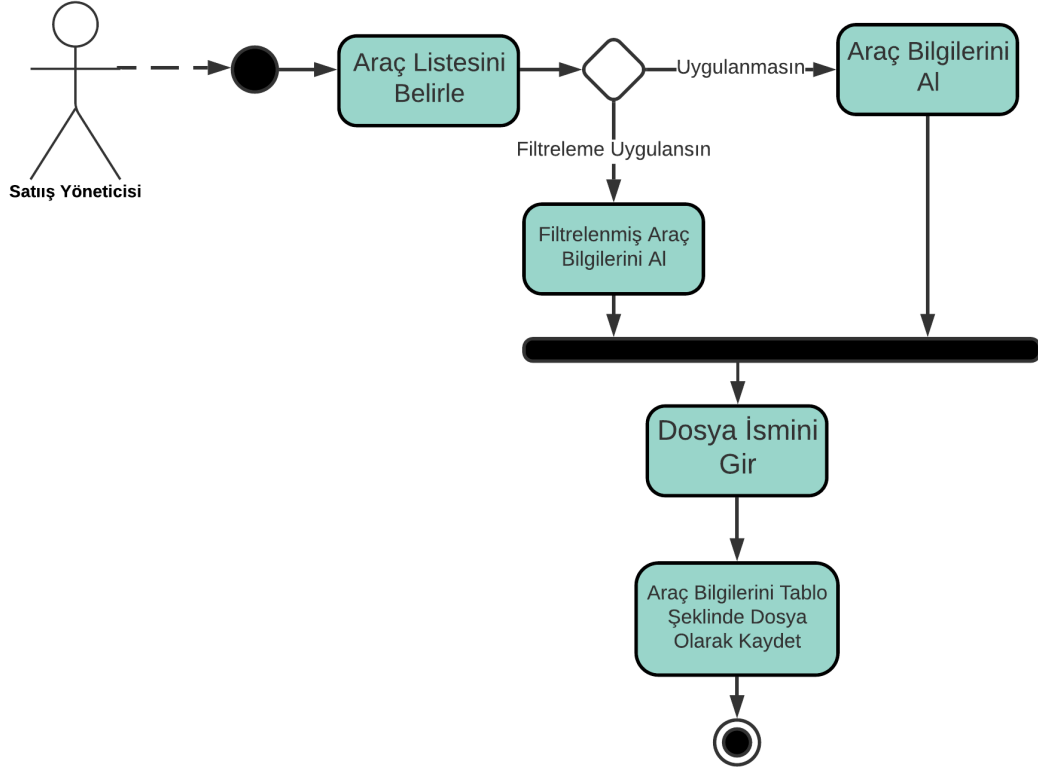 Araç Listesini
Belirle
Uygulanmasın
Araç Bilgilerini
Al
Filtreleme Uygulansın
Satıış Yöneticisi
Filtrelenmiş Araç
Bilgilerini Al
Dosya İsmini
Gir
Araç Bilgilerini Tablo
Şeklinde Dosya
Olarak Kaydet